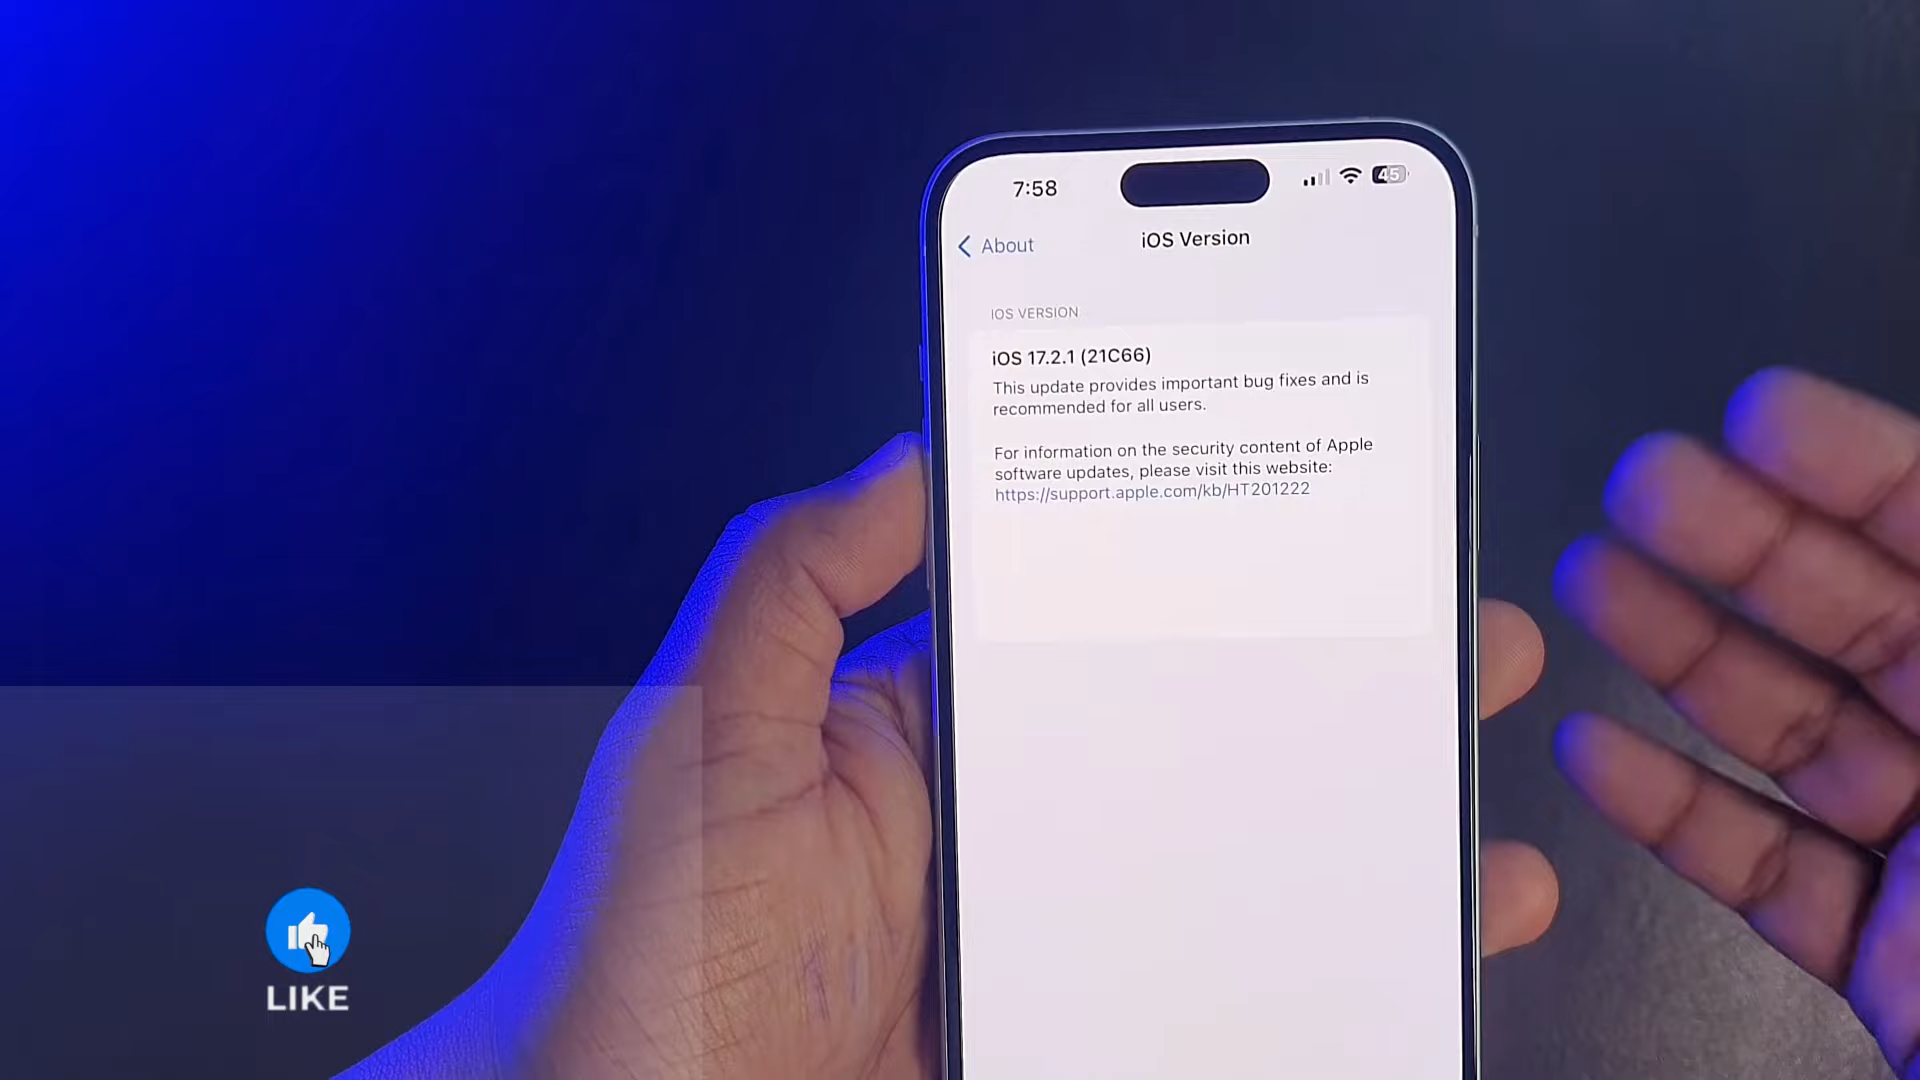 7:58
45
About
iOS Version
IOS VERSION
iOS 17.2.1 (21C66)
This update provides important bug fixes and is
recommended for all users.
For information on the security content of Apple
software updates, please visit this website:
https://support.apple.com/kb/HT201222
LIKE